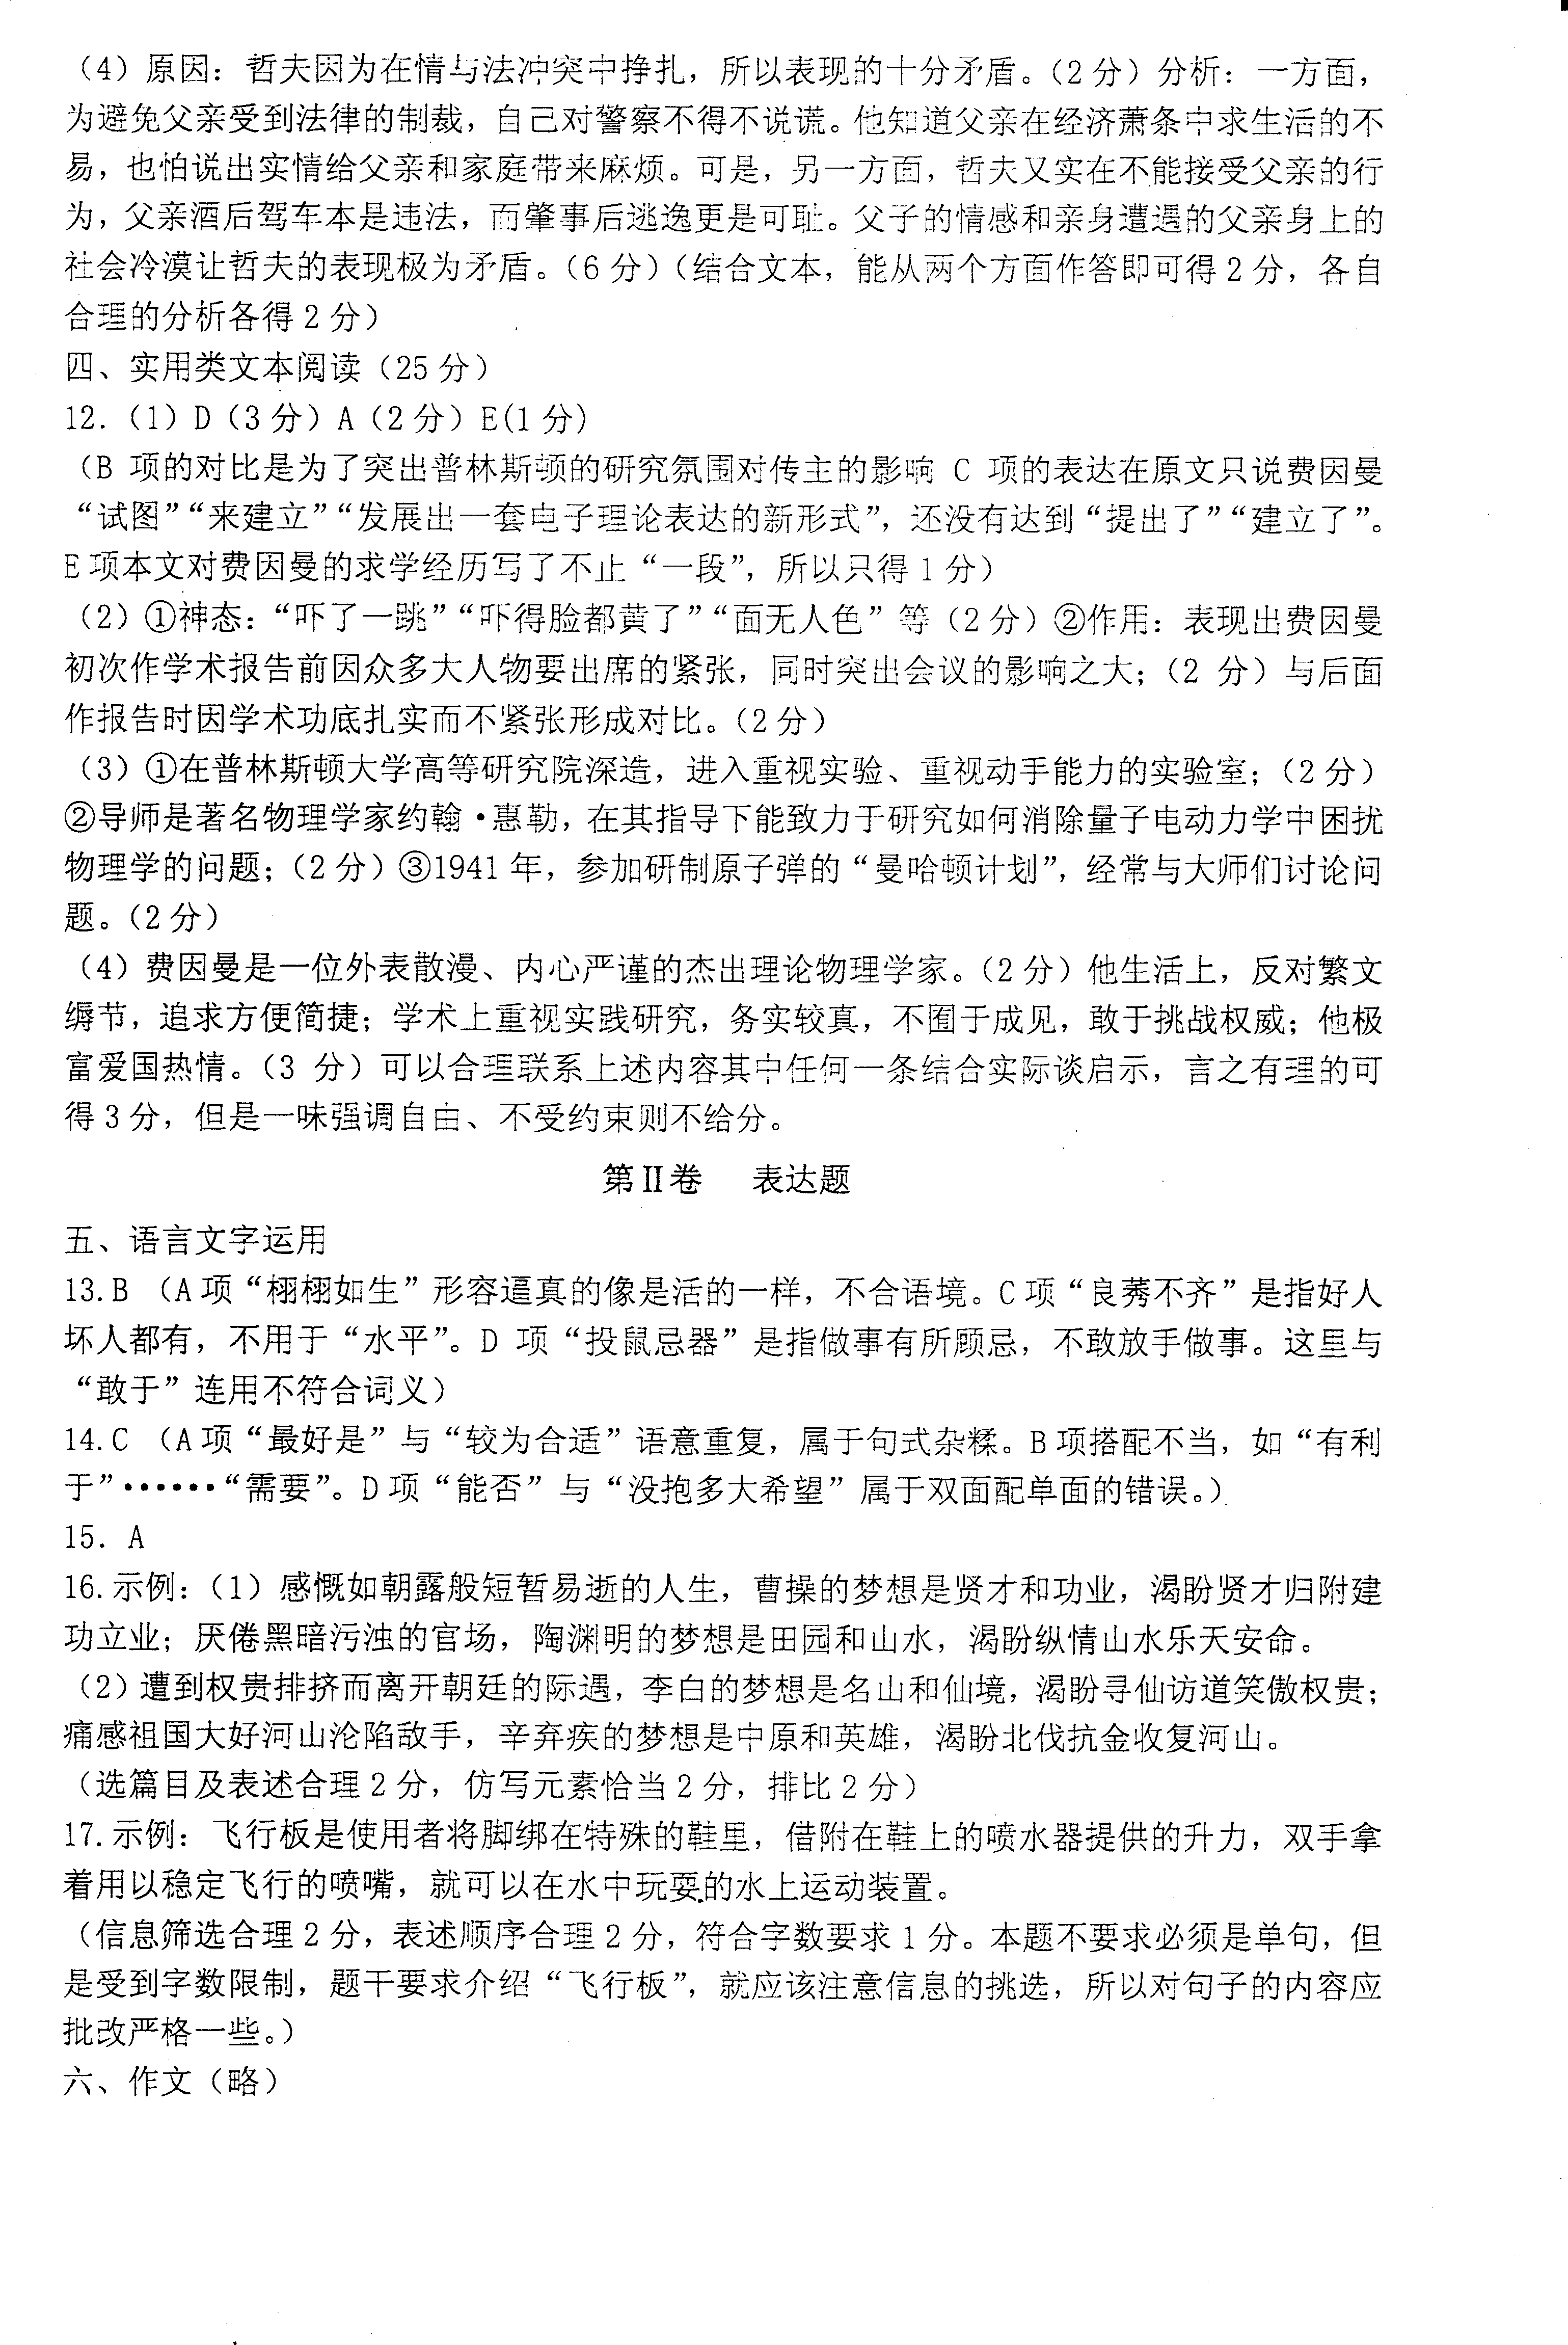 （4）原因：哲夫因为在情与法冲突中挣扎，所以表现的十分矛盾。（2分）分析：一方面，
为避免父亲受到法律的制裁，自己对警察不得不说谎。他知道父亲在经济萧条中求生活的不
易，也怕说出实情给父亲和家庭带来麻烦。可是，另一方面，哲夫又实在不能接受父亲的行
为，父亲酒后驾车本是违法，而肇事后逃逸更是可耻。父子的情感和亲身遭遇的父亲身上的
社会冷漠让哲夫的表现极为矛盾。（6分）（结合文本，能从两个方面作答即可得2分，各自
合理的分析各得2分）
四、实用类文本阅读（25分）
12.（1）D（3分）A（2分）E(1分)
（B 项的对比是为了突出普林斯顿的研究氛围对传主的影响 C 项的表达在原文只说费因曼
“试图”“来建立”“发展出一套电子理论表达的新形式”，还没有达到“提出了”“建立了”。
E项本文对费因曼的求学经历写了不止“一段”，所以只得1分）
（2）①神态：“吓了一跳”“吓得脸都黄了”“面无人色”等（2分）②作用：表现出费因曼
初次作学术报告前因众多大人物要出席的紧张，同时突出会议的影响之大；（2 分）与后面
作报告时因学术功底扎实而不紧张形成对比。（2分）
（3）①在普林斯顿大学高等研究院深造，进入重视实验、重视动手能力的实验室；（2分）
②导师是著名物理学家约翰·惠勒，在其指导下能致力于研究如何消除量子电动力学中困扰
物理学的问题；（2分）③1941年，参加研制原子弹的“曼哈顿计划”，经常与大师们讨论问
题。（2分）
（4）费因曼是一位外表散漫、内心严谨的杰出理论物理学家。（2分）他生活上，反对繁文
缛节，追求方便简捷；学术上重视实践研究，务实较真，不囿于成见，敢于挑战权威；他极
富爱国热情。（3 分）可以合理联系上述内容其中任何一条结合实际谈启示，言之有理的可
得3分，但是一味强调自由、不受约束则不给分。
第Ⅱ卷 表达题
五、语言文字运用
13.B （A项“栩栩如生”形容逼真的像是活的一样，不合语境。C项“良莠不齐”是指好人
坏人都有，不用于“水平”。D 项“投鼠忌器”是指做事有所顾忌，不敢放手做事。这里与
“敢于”连用不符合词义）
14.C （A项“最好是”与“较为合适”语意重复，属于句式杂糅。B项搭配不当，如“有利
于”······“需要”。D项“能否”与“没抱多大希望”属于双面配单面的错误。）
15. A
16.示例：（1）感慨如朝露般短暂易逝的人生，曹操的梦想是贤才和功业，渴盼贤才归附建
功立业；厌倦黑暗污浊的官场，陶渊明的梦想是田园和山水，渴盼纵情山水乐天安命。
（2）遭到权贵排挤而离开朝廷的际遇，李白的梦想是名山和仙境，渴盼寻仙访道笑傲权贵；
痛感祖国大好河山沦陷敌手，辛弃疾的梦想是中原和英雄，渴盼北伐抗金收复河山。
（选篇目及表述合理2分，仿写元素恰当2分，排比2分）
17.示例：飞行板是使用者将脚绑在特殊的鞋里，借附在鞋上的喷水器提供的升力，双手拿
着用以稳定飞行的喷嘴，就可以在水中玩耍的水上运动装置。
（信息筛选合理2分，表述顺序合理2分，符合字数要求1分。本题不要求必须是单句，但
是受到字数限制，题干要求介绍“飞行板”，就应该注意信息的挑选，所以对句子的内容应
批改严格一些。）
六、作文（略）